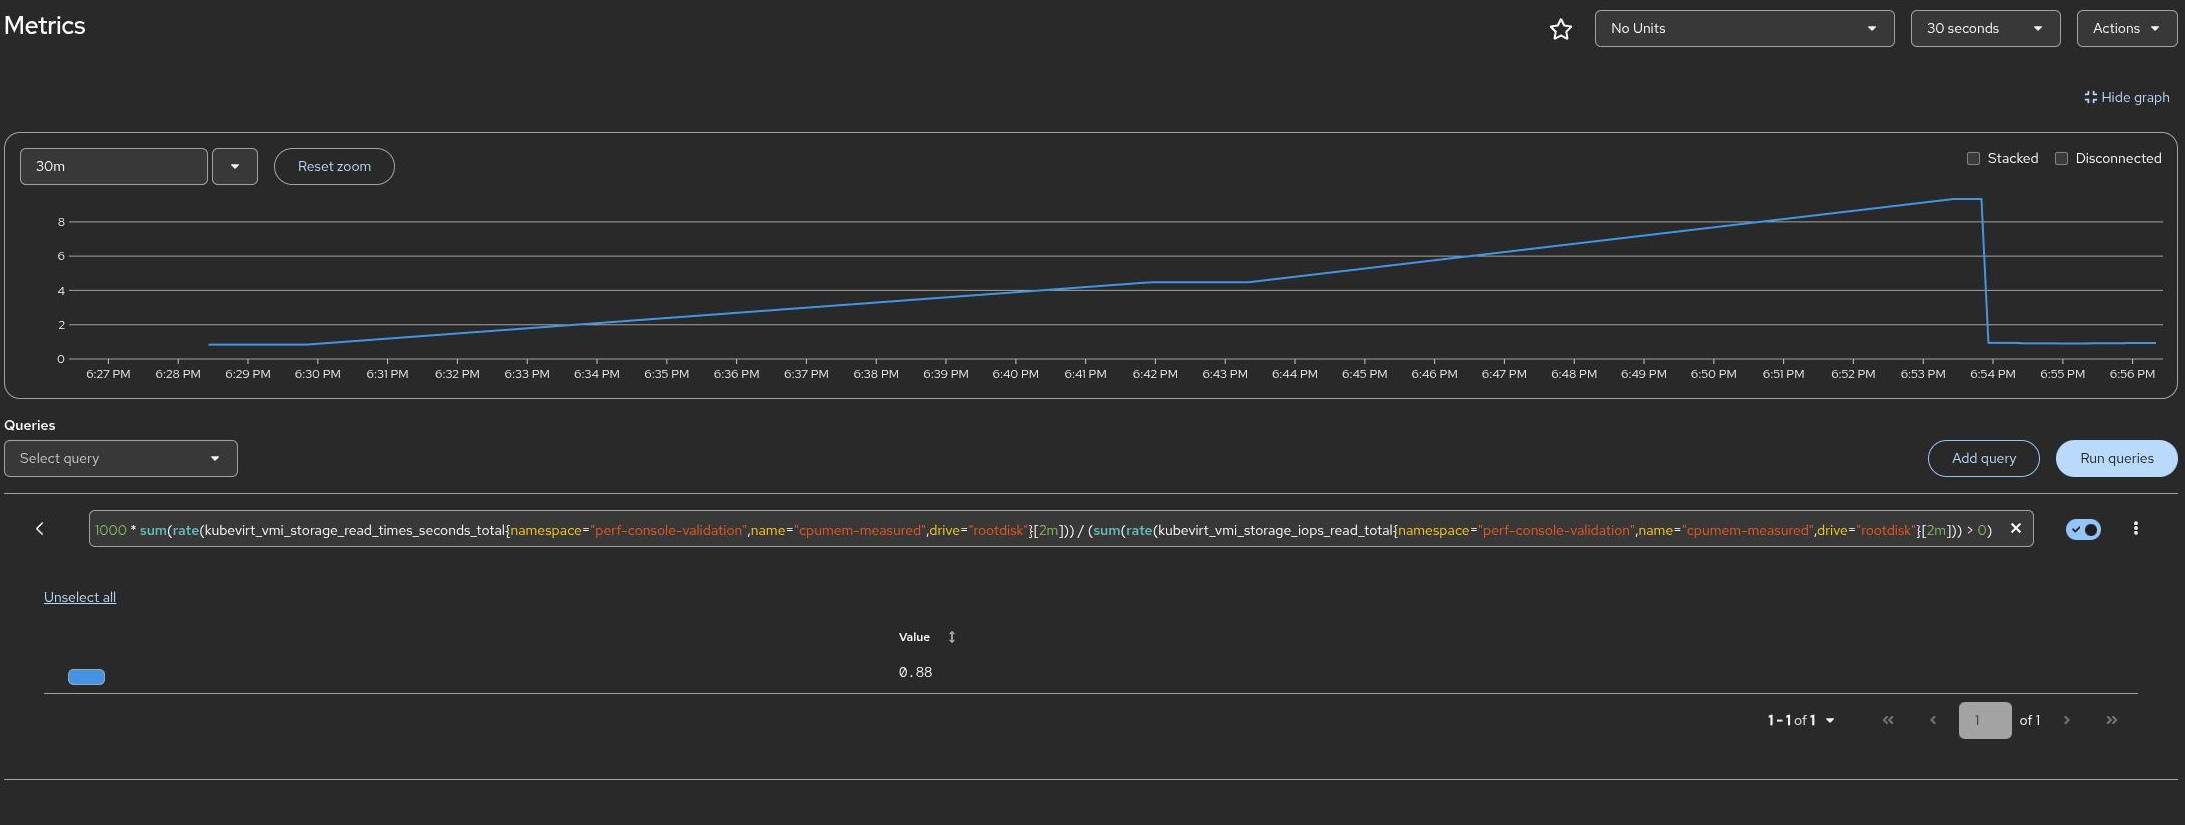 Metrics
No Units
30 seconds
Actions
Hide graph
30m
Reset zoom
Stacked
Disconnected
8
6
4
2
0
6:27 PM 6:28 PM 6:29 PM 6:30 PM 6:31 PM 6:32 PM 6:33 PM 6:34 PM 6:35 PM 6:36 PM 6:37 PM 6:38 PM 6:39 PM 6:40 PM 6:41 PM 6:42 PM 6:43 PM 6:44 PM 6:45 PM 6:46 PM 6:47 PM 6:48 PM 6:49 PM 6:50 PM 6:51 PM 6:52 PM 6:53 PM 6:54 PM 6:55 PM 6:56 PM
Queries
Select query
Add query
Run queries
1000 * sum(rate(kubevirt_vmi_storage_read_times_seconds_total{namespace="perf-console-validation",name="cpumem-measured",drive="rootdisk"}[2m])) / (sum(rate(kubevirt_vmi_storage_iops_read_total{namespace="perf-console-validation",name="cpumem-measured",drive="rootdisk"}[2m])) > 0)
Unselect all
Value
0.88
1 - 1 of 1
1
of 1